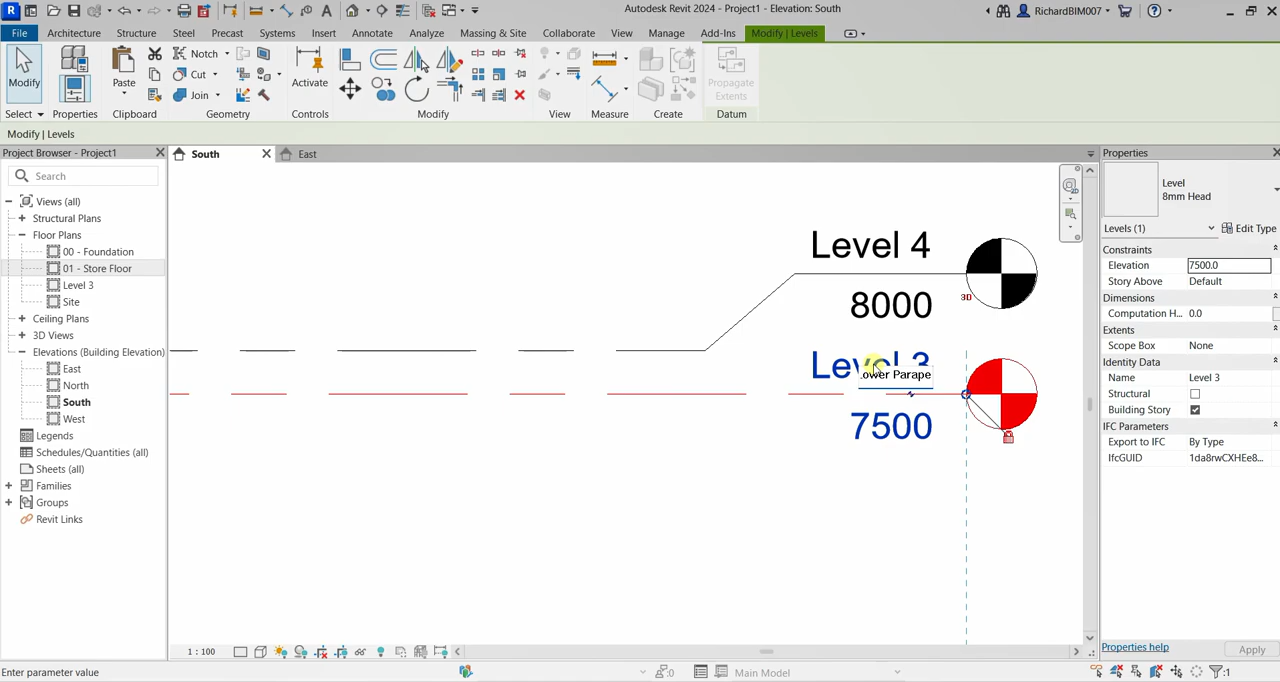 Autodesk Revit 2024 - Project1 - Elevation: South
RichardBIM007
File Architecture Structure Steel Precast Systems Insert Annotate Analyze Massing & Site Collaborate View Manage Add-Ins Modify | Levels
Modify Paste Notch Cut Join Activate Propagate Extents
Select Properties Clipboard Geometry Controls Modify View Measure Create Datum
Modify | Levels
Project Browser - Project1
South
East
Properties
Search
Level
8mm Head
Views (all)
Structural Plans
Floor Plans
00 - Foundation
01 - Store Floor
Level 3
Site
Ceiling Plans
3D Views
Elevations (Building Elevation)
East
North
South
West
Legends
Schedules/Quantities (all)
Sheets (all)
Families
Groups
Revit Links
Level 4
8000
3D
Level 3
ower Parape
7500
Levels (1)
Edit Type
Constraints
Elevation 7500.0
Story Above Default
Dimensions
Computation H... 0.0
Extents
Scope Box None
Identity Data
Name Level 3
Structural
Building Story
IFC Parameters
Export to IFC By Type
IfcGUID 1da8rwCXHEe8...
Properties help
Apply
1 : 100
Enter parameter value
:0
Main Model
:1